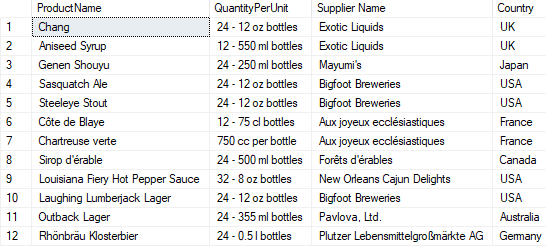 ProductName QuantityPerUnit Supplier Name Country
1 Chang 24 - 12 oz bottles Exotic Liquids UK
2 Aniseed Syrup 12 - 550 ml bottles Exotic Liquids UK
3 Genen Shouyu 24 - 250 ml bottles Mayumi's Japan
4 Sasquatch Ale 24 - 12 oz bottles Bigfoot Breweries USA
5 Steeleye Stout 24 - 12 oz bottles Bigfoot Breweries USA
6 Côte de Blaye 12 - 75 cl bottles Aux joyeux ecclésiastiques France
7 Chartreuse verte 750 cc per bottle Aux joyeux ecclésiastiques France
8 Sirop d'érable 24 - 500 ml bottles Forêts d'érables Canada
9 Louisiana Fiery Hot Pepper Sauce 32 - 8 oz bottles New Orleans Cajun Delights USA
10 Laughing Lumberjack Lager 24 - 12 oz bottles Bigfoot Breweries USA
11 Outback Lager 24 - 355 ml bottles Pavlova, Ltd. Australia
12 Rhönbräu Klosterbier 24 - 0.5 l bottles Plutzer Lebensmittelgroßmärkte AG Germany